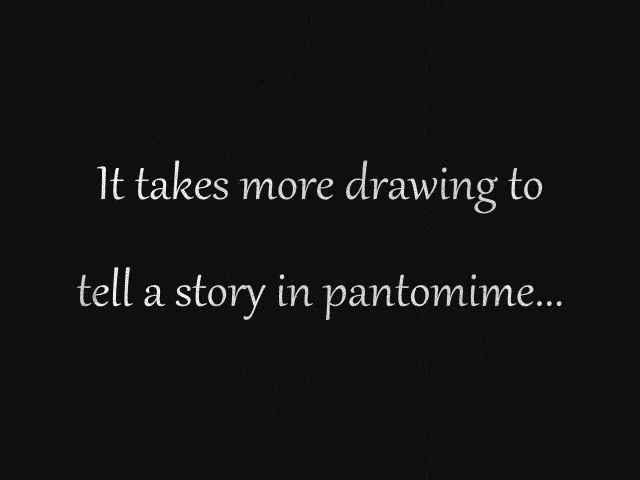 It takes more drawing to
tell a story in pantomime...